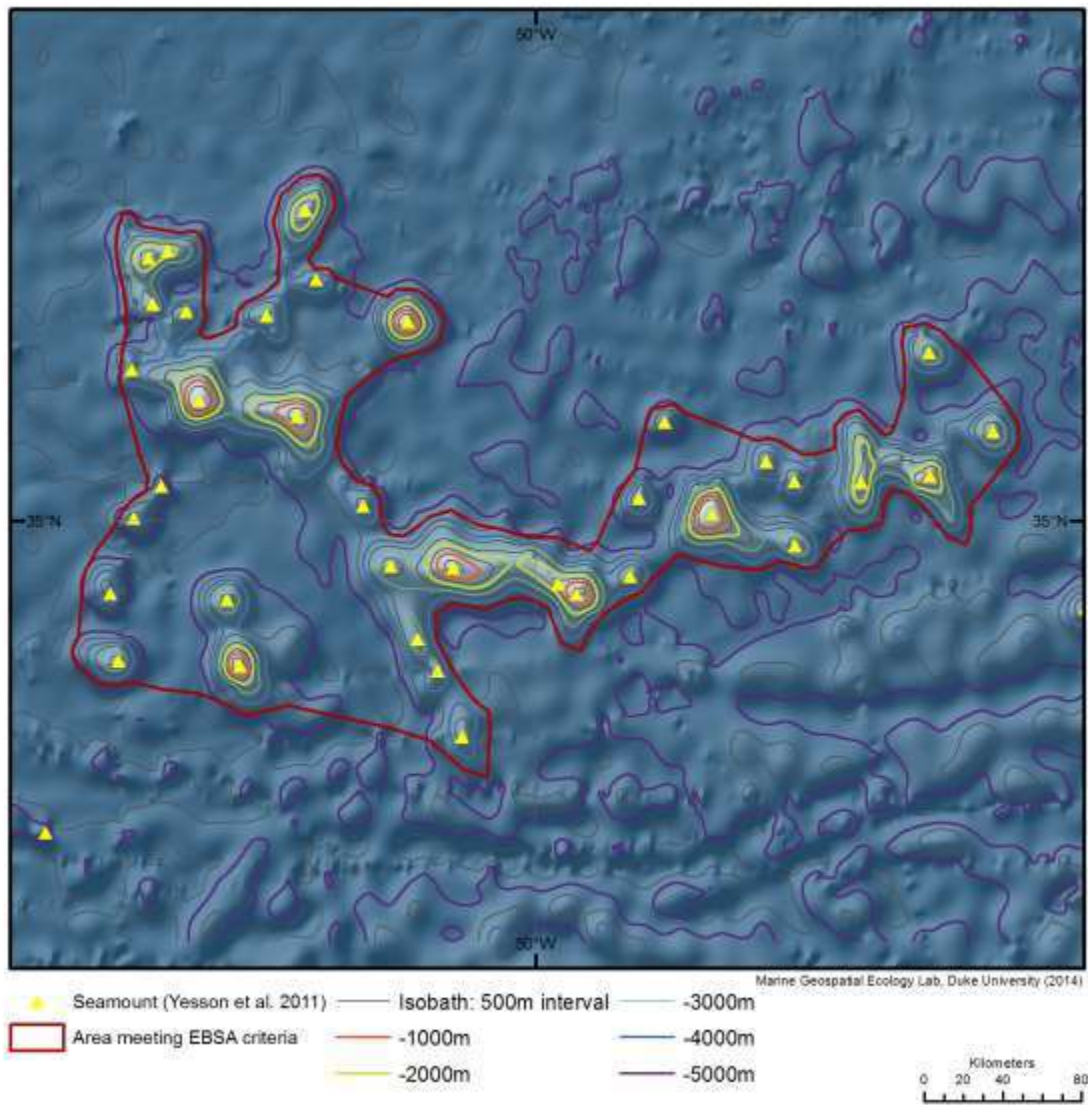 50°W
35°N
35°N
50°W
Marine Geospatial Ecology Lab, Duke University (2014)
Seamount (Yesson et al. 2011)
Isobath: 500m interval
-3000m
Area meeting EBSA criteria
-1000m
-4000m
-2000m
-5000m
Kilometers
0 20 40 60 80